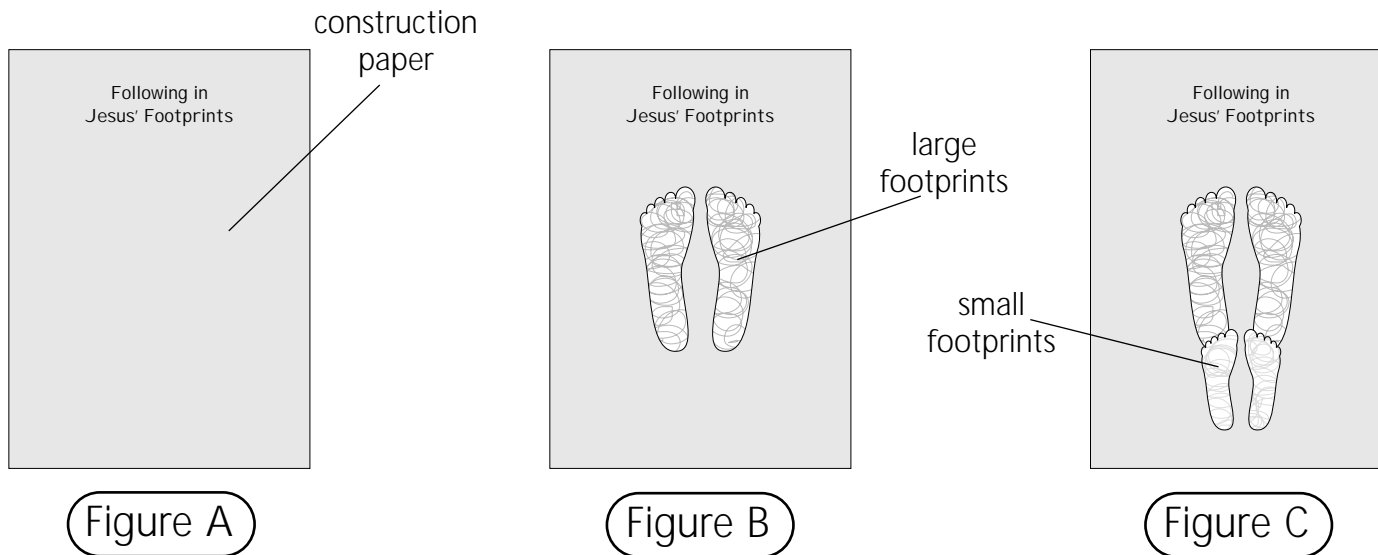 construction
paper
Following in
Jesus' Footprints
Following in
Jesus' Footprints
Following in
Jesus' Footprints
large
footprints
small
footprints
Figure A
Figure B
Figure C